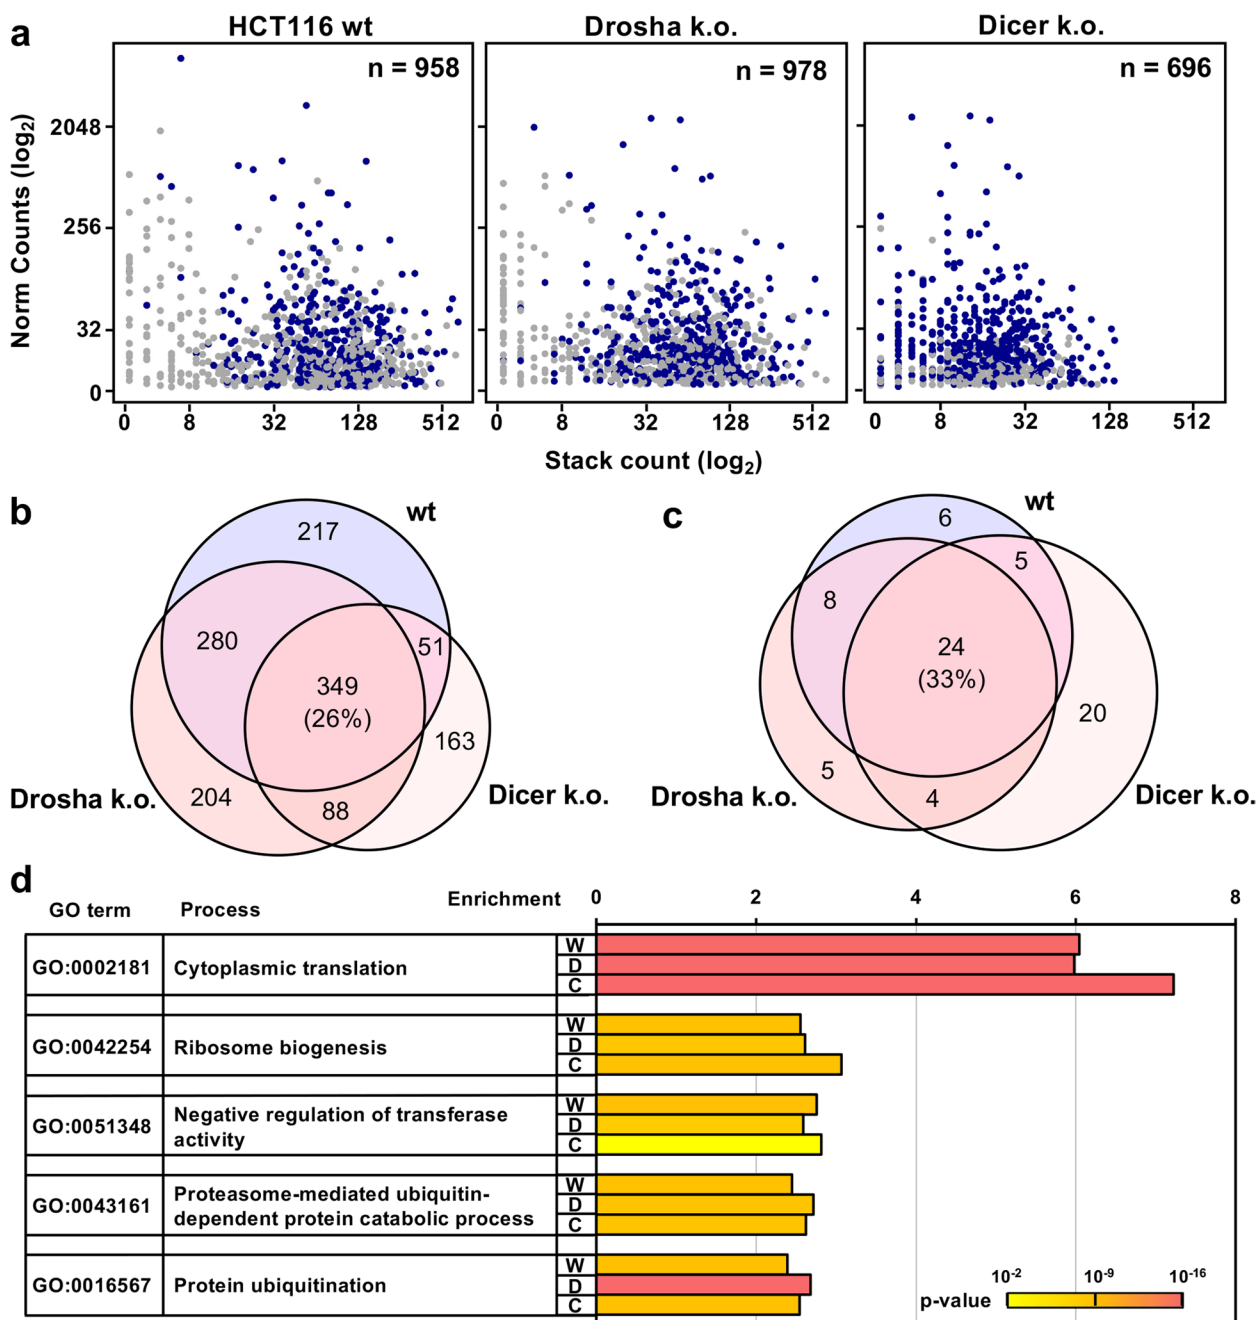 a
HCT116 wt
Drosha k.o.
Dicer k.o.
n = 958
n = 978
n = 696
Norm Counts (log2)
2048
256
32
0
0 8 32 128 512
0 8 32 128 512
0 8 32 128 512
Stack count (log2)
b
wt
217
280
51
349
(26%)
163
204
88
Drosha k.o.
Dicer k.o.
c
wt
6
5
8
24
(33%)
20
5
4
Drosha k.o.
Dicer k.o.
d
GO term Process Enrichment 0 2 4 6 8
GO:0002181 Cytoplasmic translation
W
D
C
GO:0042254 Ribosome biogenesis
W
D
C
GO:0051348 Negative regulation of transferase
activity
W
D
C
GO:0043161 Proteasome-mediated ubiquitin-
dependent protein catabolic process
W
D
C
GO:0016567 Protein ubiquitination
W
D
C
10-2 10-9 10-16
p-value